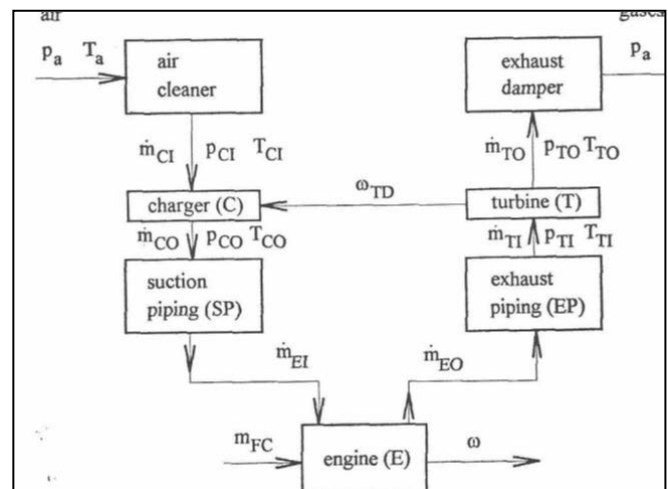 air
gases
p_a T_a
air
cleaner
exhaust
damper
p_a
ṁ_CI p_CI T_CI
ṁ_TO p_TO T_TO
ω_TD
charger (C)
turbine (T)
ṁ_CO p_CO T_CO
ṁ_TI p_TI T_TI
suction
piping (SP)
exhaust
piping (EP)
ṁ_EI
ṁ_EO
m_FC
engine (E)
ω